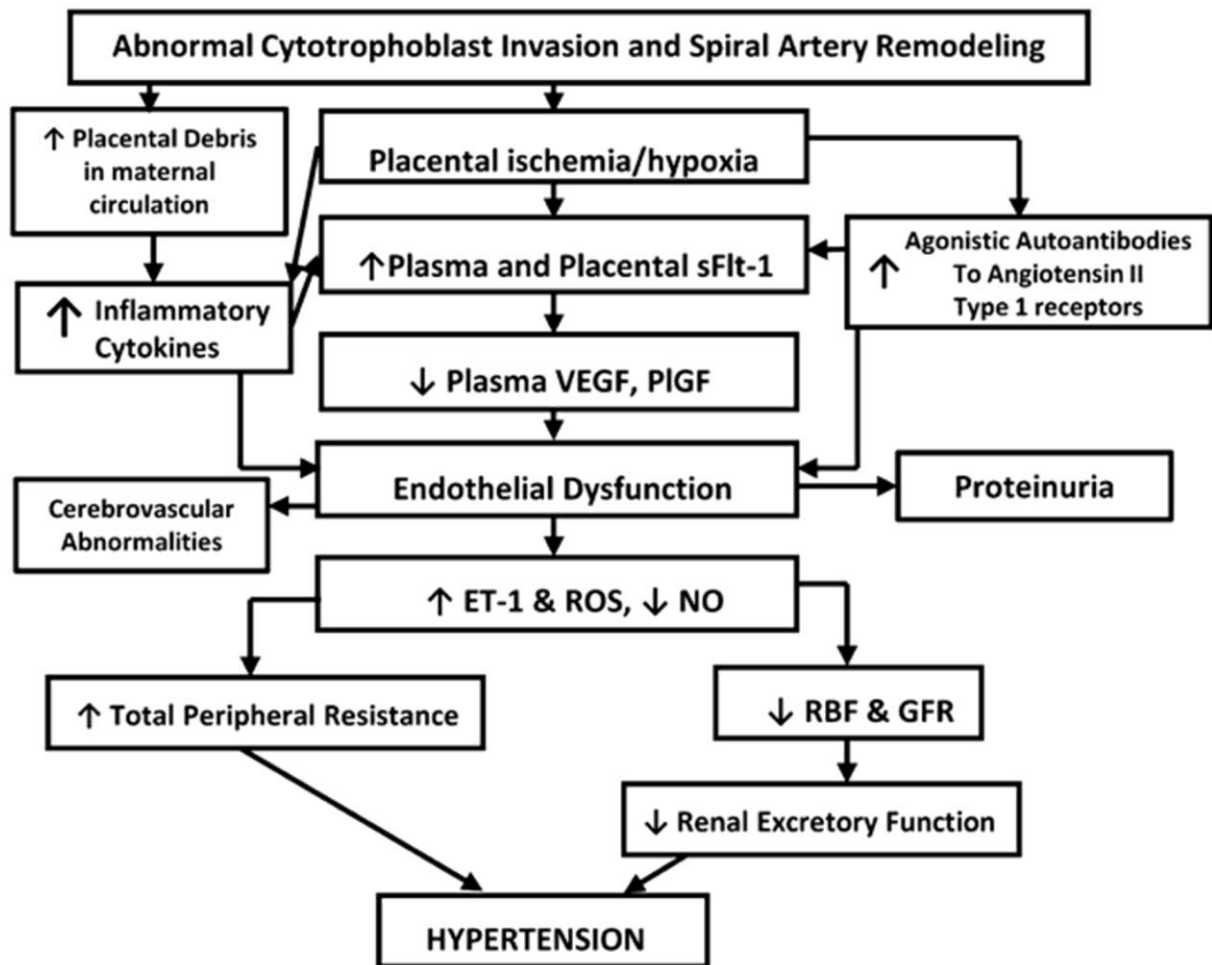 Abnormal Cytotrophoblast Invasion and Spiral Artery Remodeling
↑ Placental Debris
in maternal
circulation
Placental ischemia/hypoxia
↑ Agonistic Autoantibodies
To Angiotensin II
Type 1 receptors
↑Plasma and Placental sFlt-1
↑ Inflammatory
Cytokines
↓ Plasma VEGF, PlGF
Endothelial Dysfunction
Proteinuria
Cerebrovascular
Abnormalities
↑ ET-1 & ROS, ↓ NO
↑ Total Peripheral Resistance
↓ RBF & GFR
↓ Renal Excretory Function
HYPERTENSION